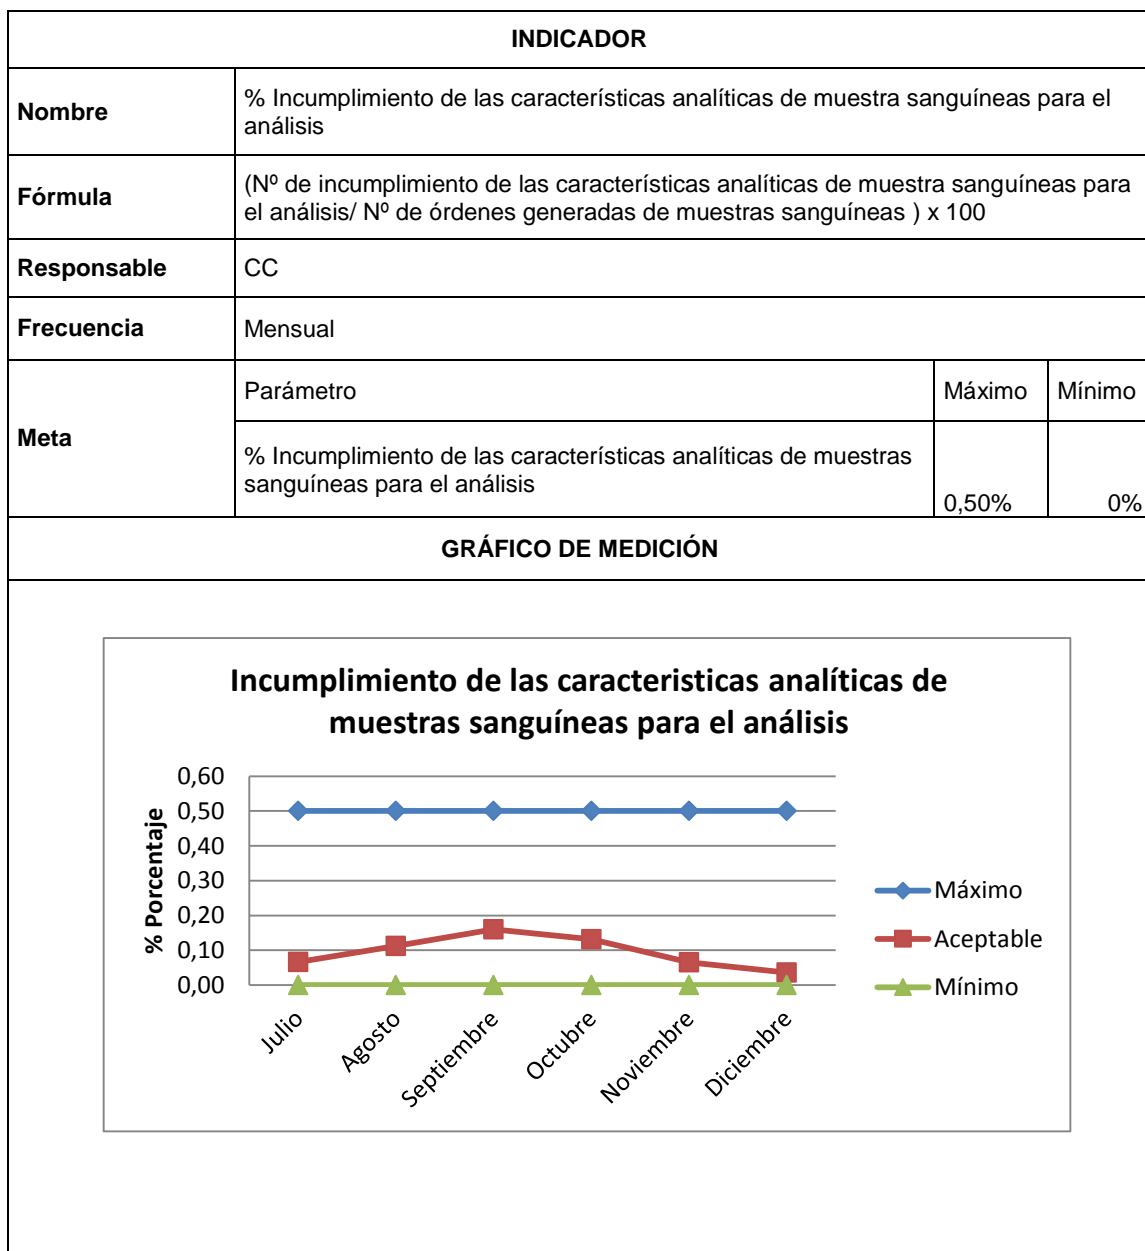 INDICADOR
Nombre
% Incumplimiento de las características analíticas de muestra sanguíneas para el
análisis
Fórmula
(Nº de incumplimiento de las características analíticas de muestra sanguíneas para
el análisis/ Nº de órdenes generadas de muestras sanguíneas ) x 100
Responsable
CC
Frecuencia
Mensual
Meta
Parámetro
Máximo
Mínimo
% Incumplimiento de las características analíticas de muestras
sanguíneas para el análisis
0,50%
0%
GRÁFICO DE MEDICIÓN
Incumplimiento de las caracteristicas analíticas de
muestras sanguíneas para el análisis
% Porcentaje
0,60
0,50
0,40
0,30
0,20
0,10
0,00
Julio
Agosto
Septiembre
Octubre
Noviembre
Diciembre
Máximo
Aceptable
Mínimo